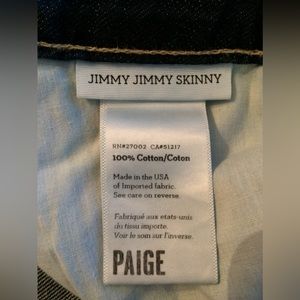 JIMMY JIMMY SKINNY
RN#27002 CA#51217
100% Cotton/Coton
Made in the USA
of Imported fabric.
See care on reverse.
Fabriqué aux etats-unis
du tissu importe.
Voir le som sur l'inverse.
PAIGE